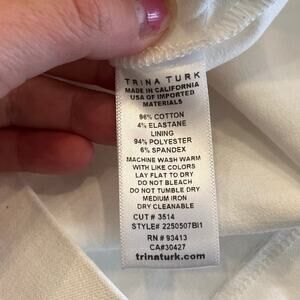 TRINA TURK
MADE IN CALIFORNIA
USA OF IMPORTED
MATERIALS
96% COTTON
4% ELASTANE
LINING
94% POLYESTER
6% SPANDEX
MACHINE WASH WARM
WITH LIKE COLORS
LAY FLAT TO DRY
DO NOT BLEACH
DO NOT TUMBLE DRY
MEDIUM IRON
DRY CLEANABLE
CUT# 3514
STYLE# 2250507BI1
RN# 93413
CA#30427
trinaturk.com